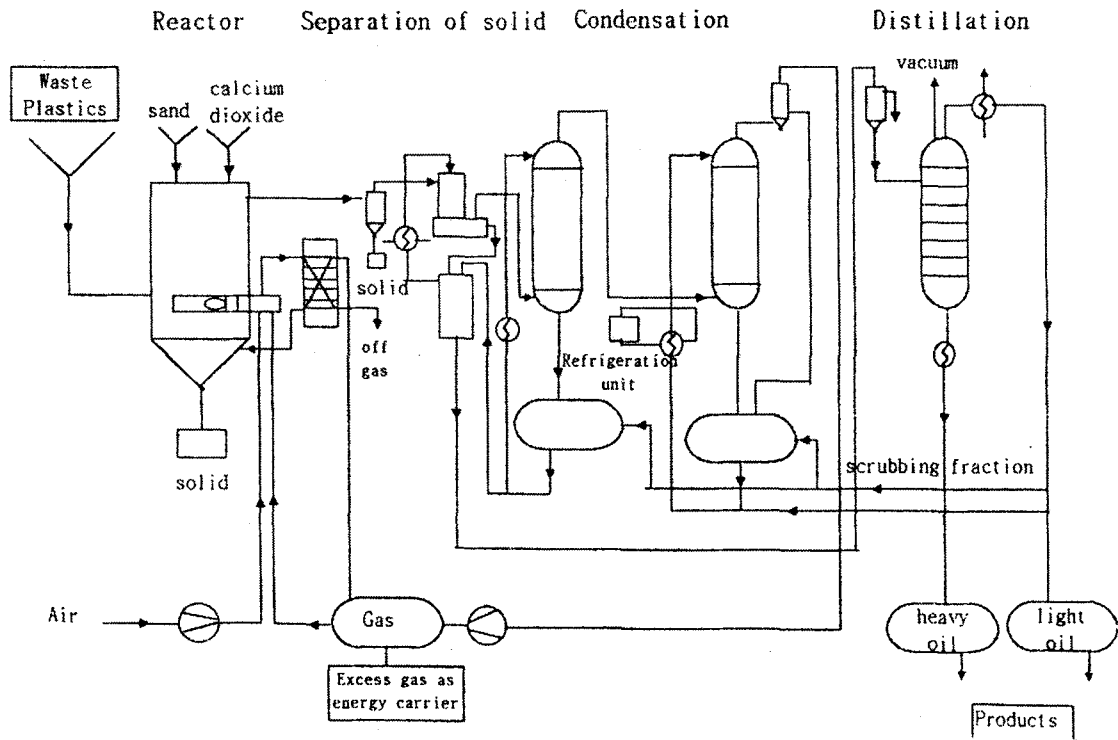 Reactor
Separation of solid
Condensation
Distillation
Waste
Plastics
sand
calcium
dioxide
vacuum
solid
off
gas
Refrigeration
unit
solid
scrubbing fraction
Air
Gas
heavy
oil
light
oil
Excess gas as
energy carrier
Products